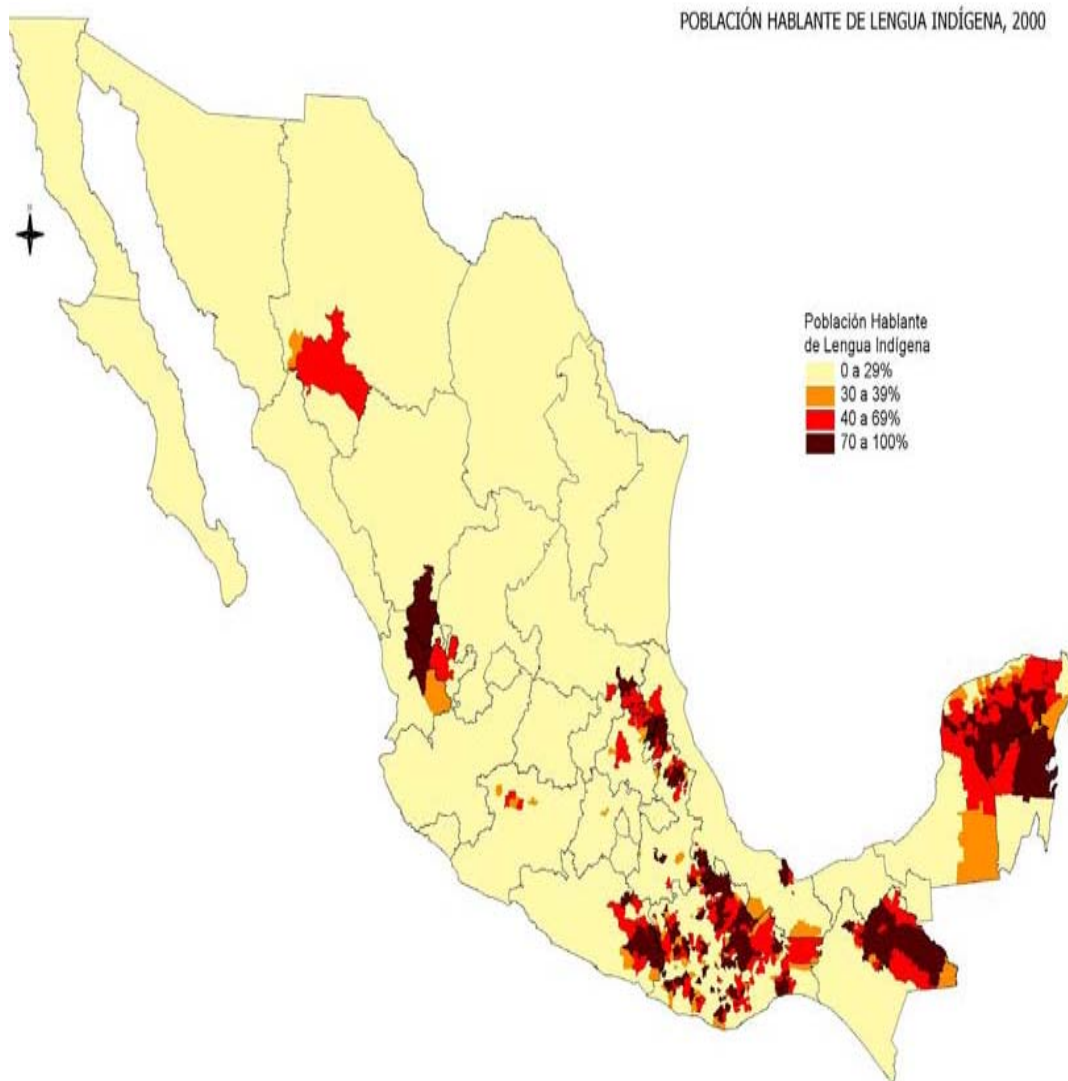 POBLACIÓN HABLANTE DE LENGUA INDÍGENA, 2000
Población Hablante
de Lengua Indígena
0 a 29%
30 a 39%
40 a 69%
70 a 100%